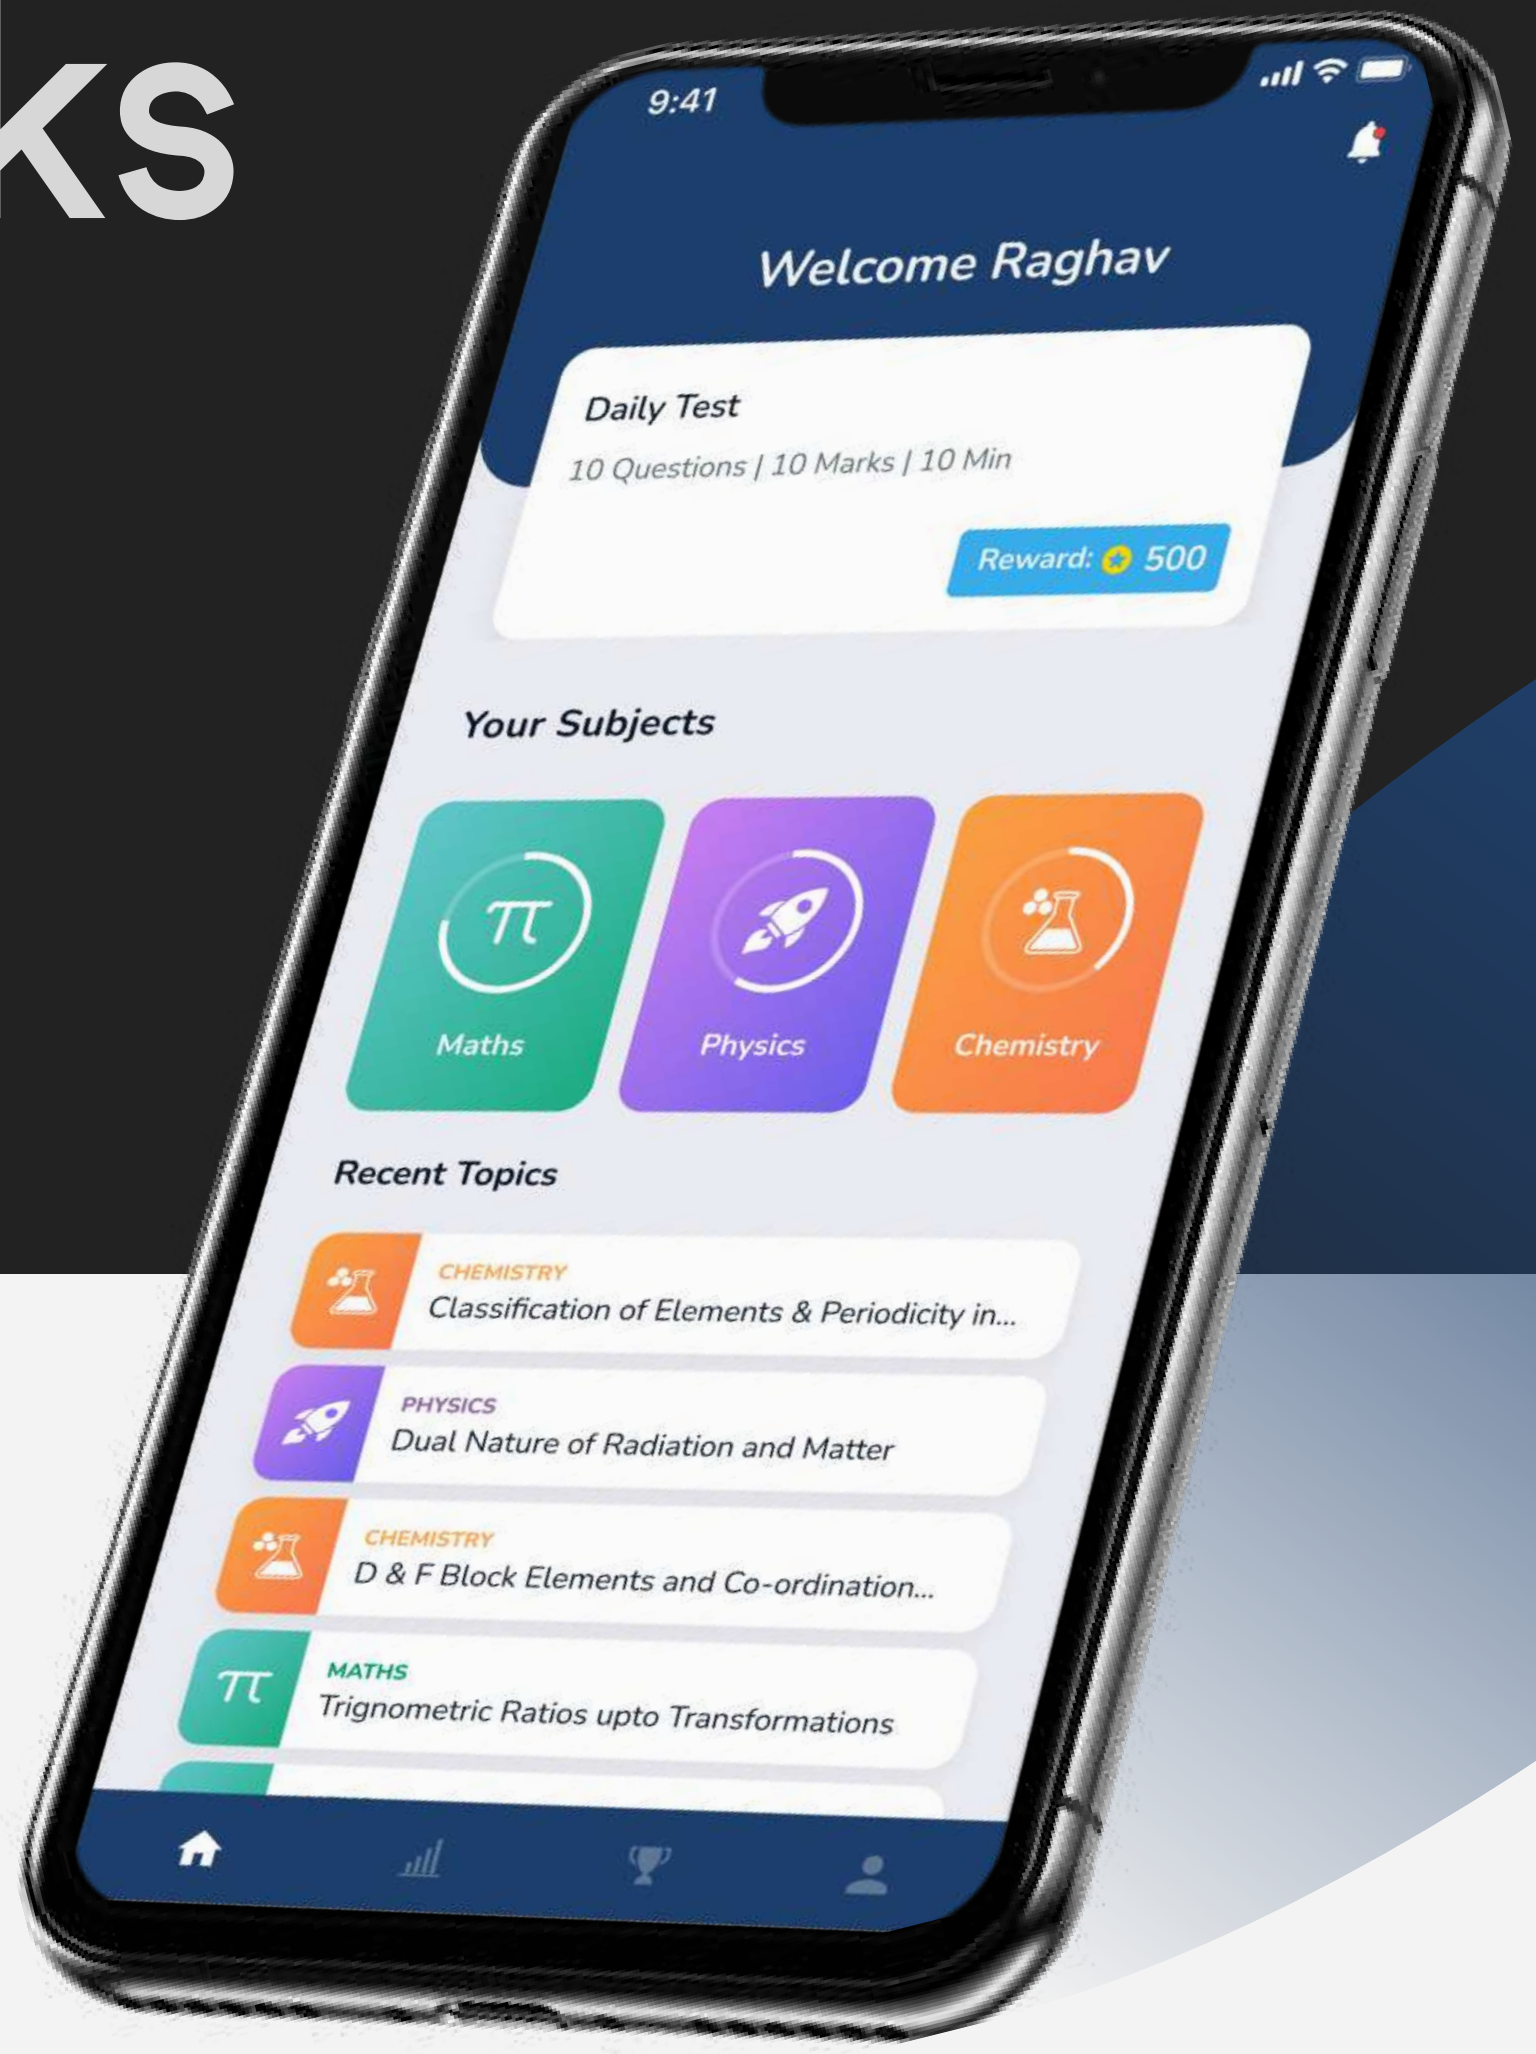 KS
9:41
Welcome Raghav
Daily Test
10 Questions | 10 Marks | 10 Min
Reward: 500
Your Subjects
Maths
Physics
Chemistry
Recent Topics
CHEMISTRY
Classification of Elements & Periodicity in...
PHYSICS
Dual Nature of Radiation and Matter
CHEMISTRY
D & F Block Elements and Co-ordination...
MATHS
Trignometric Ratios upto Transformations